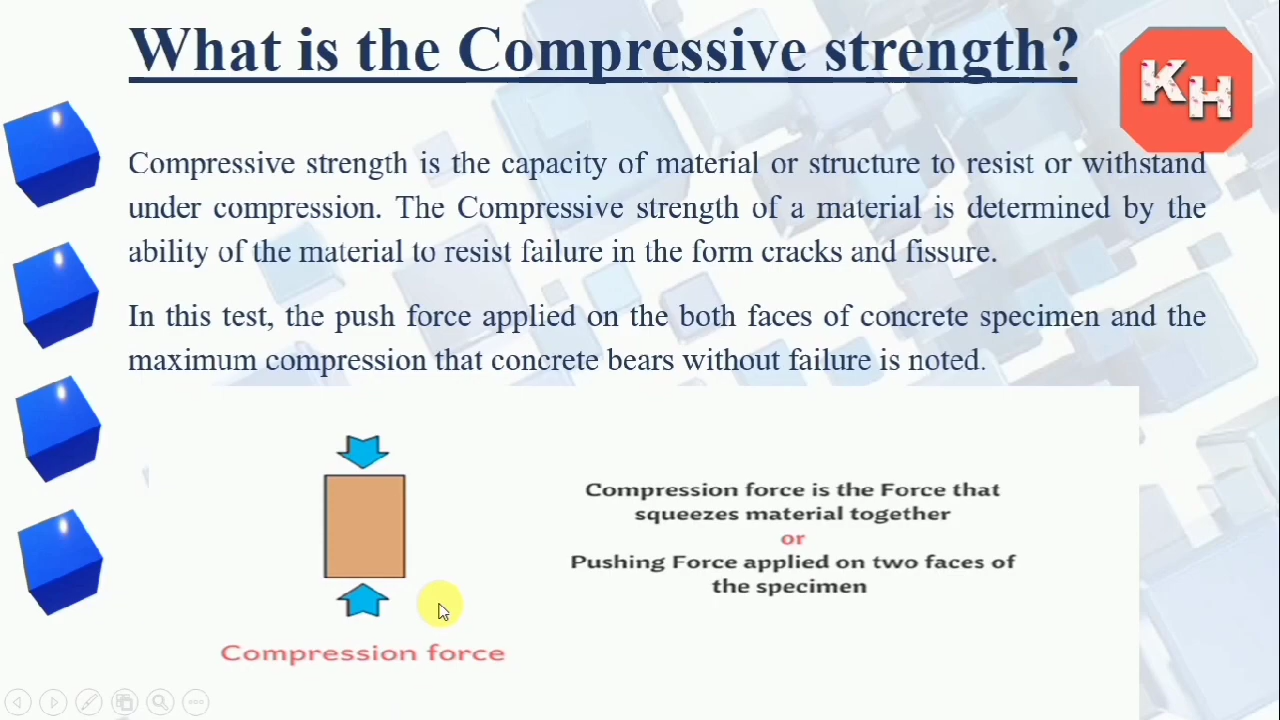 What is the Compressive strength?
KH
Compressive strength is the capacity of material or structure to resist or withstand
under compression. The Compressive strength of a material is determined by the
ability of the material to resist failure in the form cracks and fissure.
In this test, the push force applied on the both faces of concrete specimen and the
maximum compression that concrete bears without failure is noted.
Compression force is the Force that
squeezes material together
or
Pushing Force applied on two faces of
the specimen
Compression force